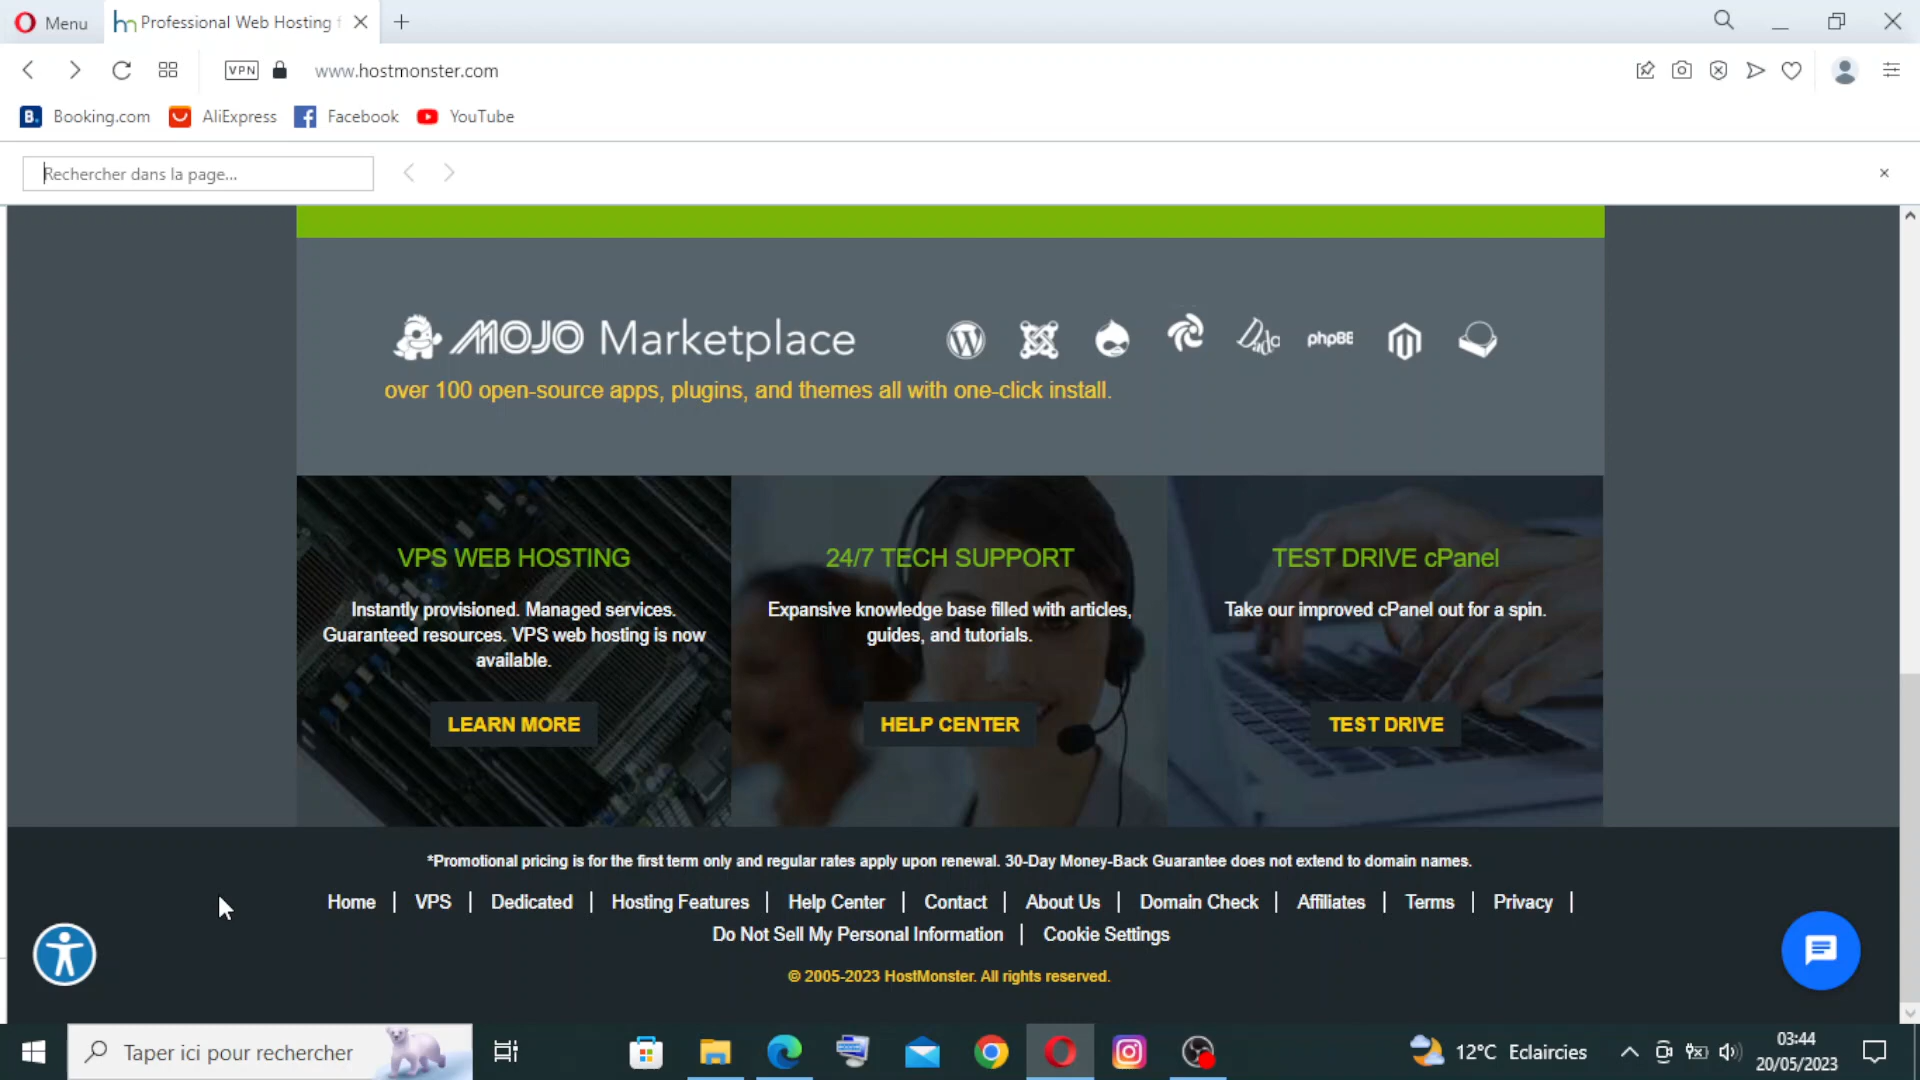 Menu
Professional Web Hosting
VPN
www.hostmonster.com
B. Booking.com AliExpress Facebook YouTube
Rechercher dans la page...
MOJO Marketplace
phpBB
over 100 open-source apps, plugins, and themes all with one-click install.
VPS WEB HOSTING
Instantly provisioned. Managed services.
Guaranteed resources. VPS web hosting is now
available.
LEARN MORE
24/7 TECH SUPPORT
Expansive knowledge base filled with articles,
guides, and tutorials.
HELP CENTER
TEST DRIVE cPanel
Take our improved cPanel out for a spin.
TEST DRIVE
*Promotional pricing is for the first term only and regular rates apply upon renewal. 30-Day Money-Back Guarantee does not extend to domain names.
Home | VPS | Dedicated | Hosting Features | Help Center | Contact | About Us | Domain Check | Affiliates | Terms | Privacy |
Do Not Sell My Personal Information | Cookie Settings
© 2005-2023 HostMonster. All rights reserved.
Taper ici pour rechercher
12°C Eclaircies
03:44
20/05/2023